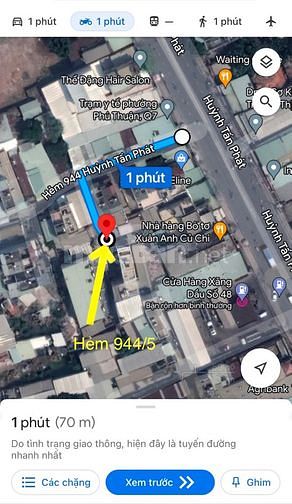 1 phút
1 phút
—
1 phút
Waiting
Thế Đặng Hair Salon
Trạm y tế phường
Phú Thuận, Q7
Huỳnh Tấn Phát
Hẻm 944 Huỳnh Tấn Phát
Huỳnh Tấn Phát
1 phút
Eline
Nhà hàng Bò tơ
Xuân Anh Củ Chi
Cửa Hàng Xăng
Dầu Số 48
Bận rộn hơn bình thường
Hẻm 944/5
Agribank
1 phút (70 m)
Do tình trạng giao thông, hiện đây là tuyến đường
nhanh nhất
Các chặng
Xem trước
Ghim